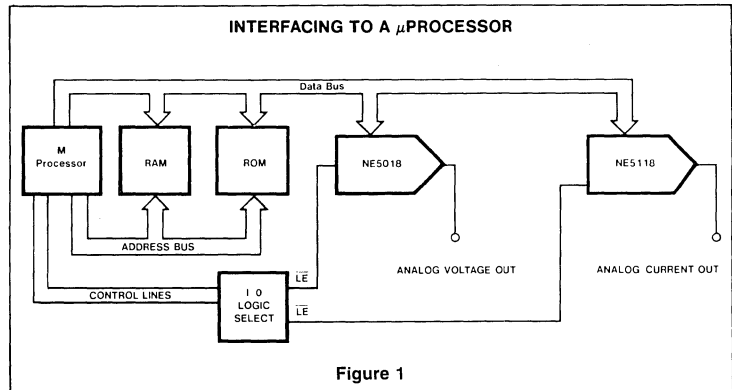 INTERFACING TO A μPROCESSOR
Data Bus
M
Processor
RAM
ROM
NE5018
NE5118
ADDRESS BUS
LE
ANALOG VOLTAGE OUT
ANALOG CURRENT OUT
CONTROL LINES
I O
LOGIC
SELECT
LE
Figure 1